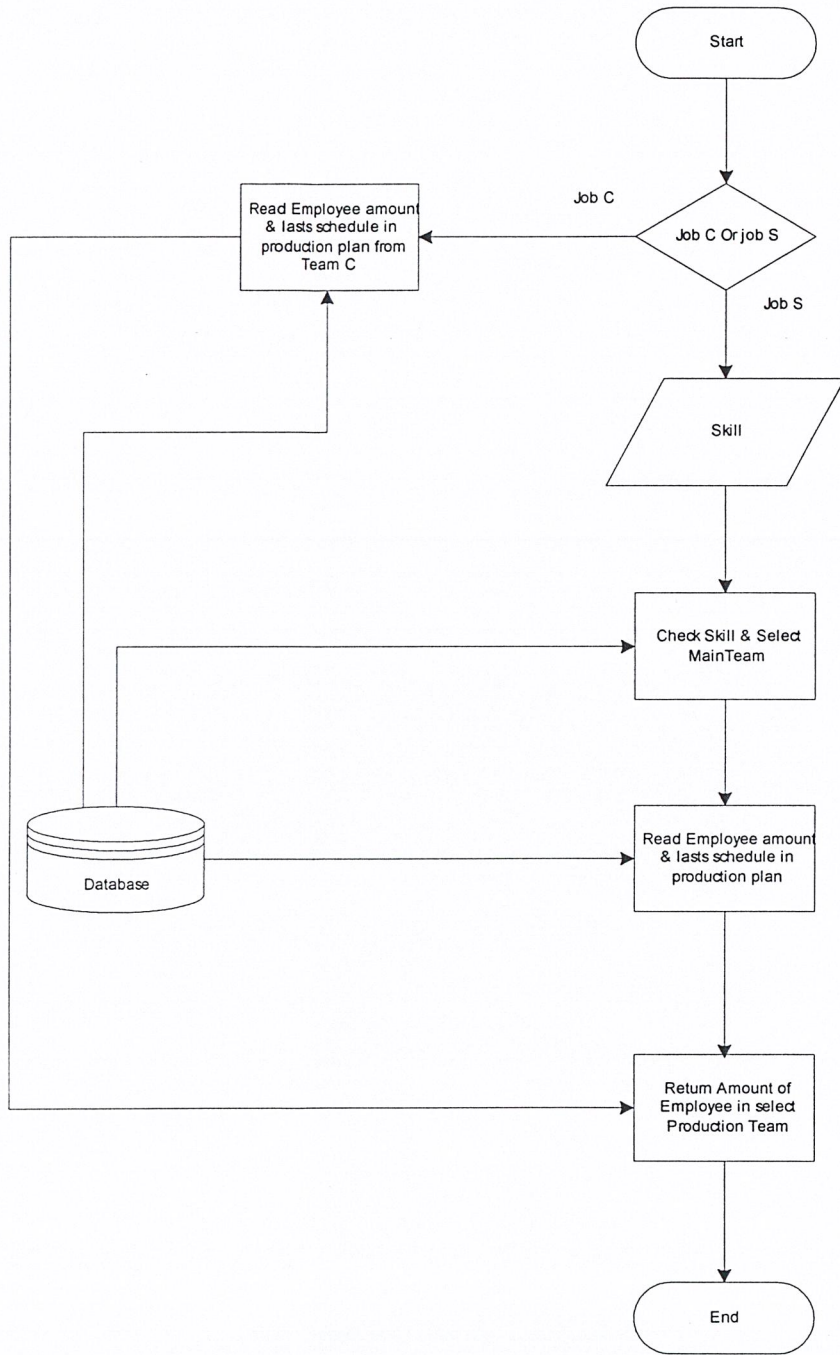 Start
Job C
Read Employee amount
& lasts schedule in
production plan from
Team C
Job C Or job S
Job S
Skill
Check Skill & Select
MainTeam
Read Employee amount
& lasts schedule in
production plan
Database
Return Amount of
Employee in select
Production Team
End